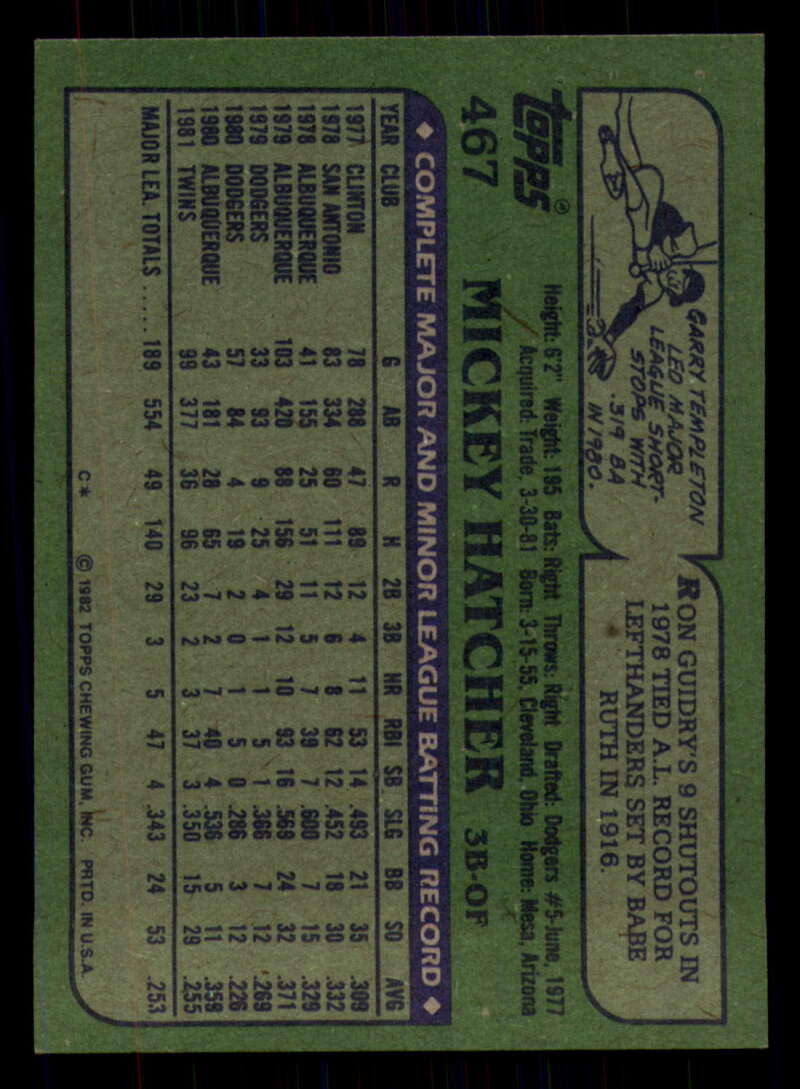 GARRY TEMPLETON
LED MAJOR
LEAGUE SHORT-
STOPS WITH
.319 BA
IN 1980.
RON GUIDRY'S 9 SHUTOUTS IN
1978 TIED A.L. RECORD FOR
LEFTHANDERS SET BY BABE
RUTH IN 1916.
TOPPS®
Height: 6'2" Weight: 195 Bats: Right Throws: Right Drafted: Dodgers #5-June, 1977
Acquired: Trade, 3-30-81 Born: 3-15-55, Cleveland, Ohio Home: Mesa, Arizona
467 MICKEY HATCHER 3B-OF
◆ COMPLETE MAJOR AND MINOR LEAGUE BATTING RECORD ◆
YEAR CLUB G AB R H 2B 3B HR RBI SB SLG BB SO AVG
1977 CLINTON 78 288 47 89 12 4 11 53 14 .493 21 35 .309
1978 SAN ANTONIO 83 334 60 111 12 6 8 62 12 .452 18 30 .332
1978 ALBUQUERQUE 41 155 25 51 11 5 7 39 7 .600 7 15 .329
1979 ALBUQUERQUE 103 420 88 156 29 12 10 93 16 .569 24 32 .371
1979 DODGERS 33 93 9 25 4 1 1 5 1 .366 7 12 .269
1980 DODGERS 57 84 4 19 2 0 1 5 0 .286 3 12 .226
1980 ALBUQUERQUE 43 181 28 65 7 2 7 40 4 .536 5 11 .359
1981 TWINS 99 377 36 96 23 2 3 37 3 .350 15 29 .255
MAJOR LEA. TOTALS ..... 189 554 49 140 29 3 5 47 4 .343 24 53 .253
C* © 1982 TOPPS CHEWING GUM, INC. PRTD. IN U.S.A.